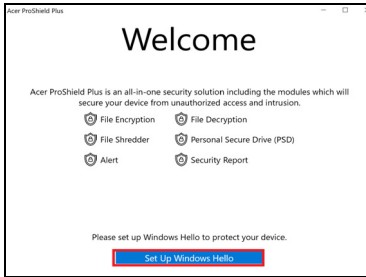 Acer ProShield Plus
Welcome
Acer ProShield Plus is an all-in-one security solution including the modules which will
secure your device from unauthorized access and intrusion.
File Encryption File Decryption
File Shredder Personal Secure Drive (PSD)
Alert Security Report
Please set up Windows Hello to protect your device.
Set Up Windows Hello